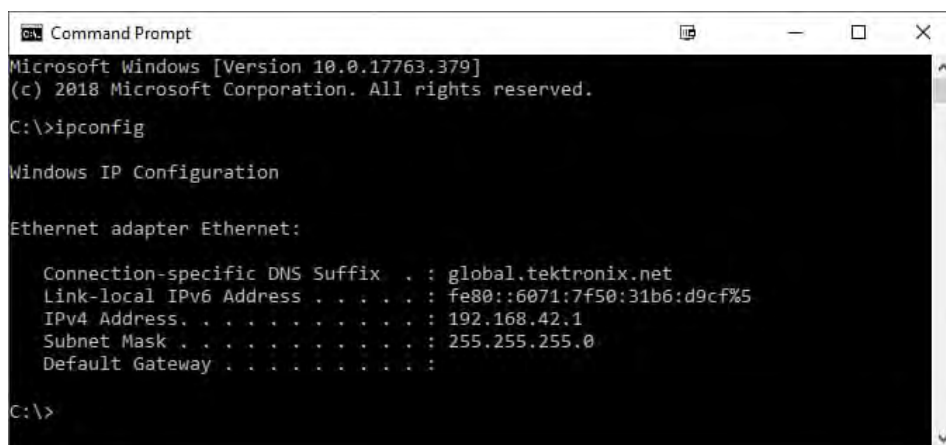 Command Prompt
Microsoft Windows [Version 10.0.17763.379]
(c) 2018 Microsoft Corporation. All rights reserved.
C:\>ipconfig
Windows IP Configuration
Ethernet adapter Ethernet:
Connection-specific DNS Suffix . : global.tektronix.net
Link-local IPv6 Address . . . . . : fe80::6071:7f50:31b6:d9cf%5
IPv4 Address. . . . . . . . . . . : 192.168.42.1
Subnet Mask . . . . . . . . . . . : 255.255.255.0
Default Gateway . . . . . . . . . :
C:\>